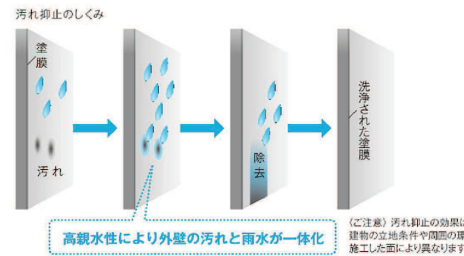 汚れ抑止のしくみ
塗膜
汚れ
除去
洗浄された塗膜
高親水性により外壁の汚れと雨水が一体化
〈ご注意〉汚れ抑止の効果は
建物の立地条件や周囲の環
施工した面により異なります